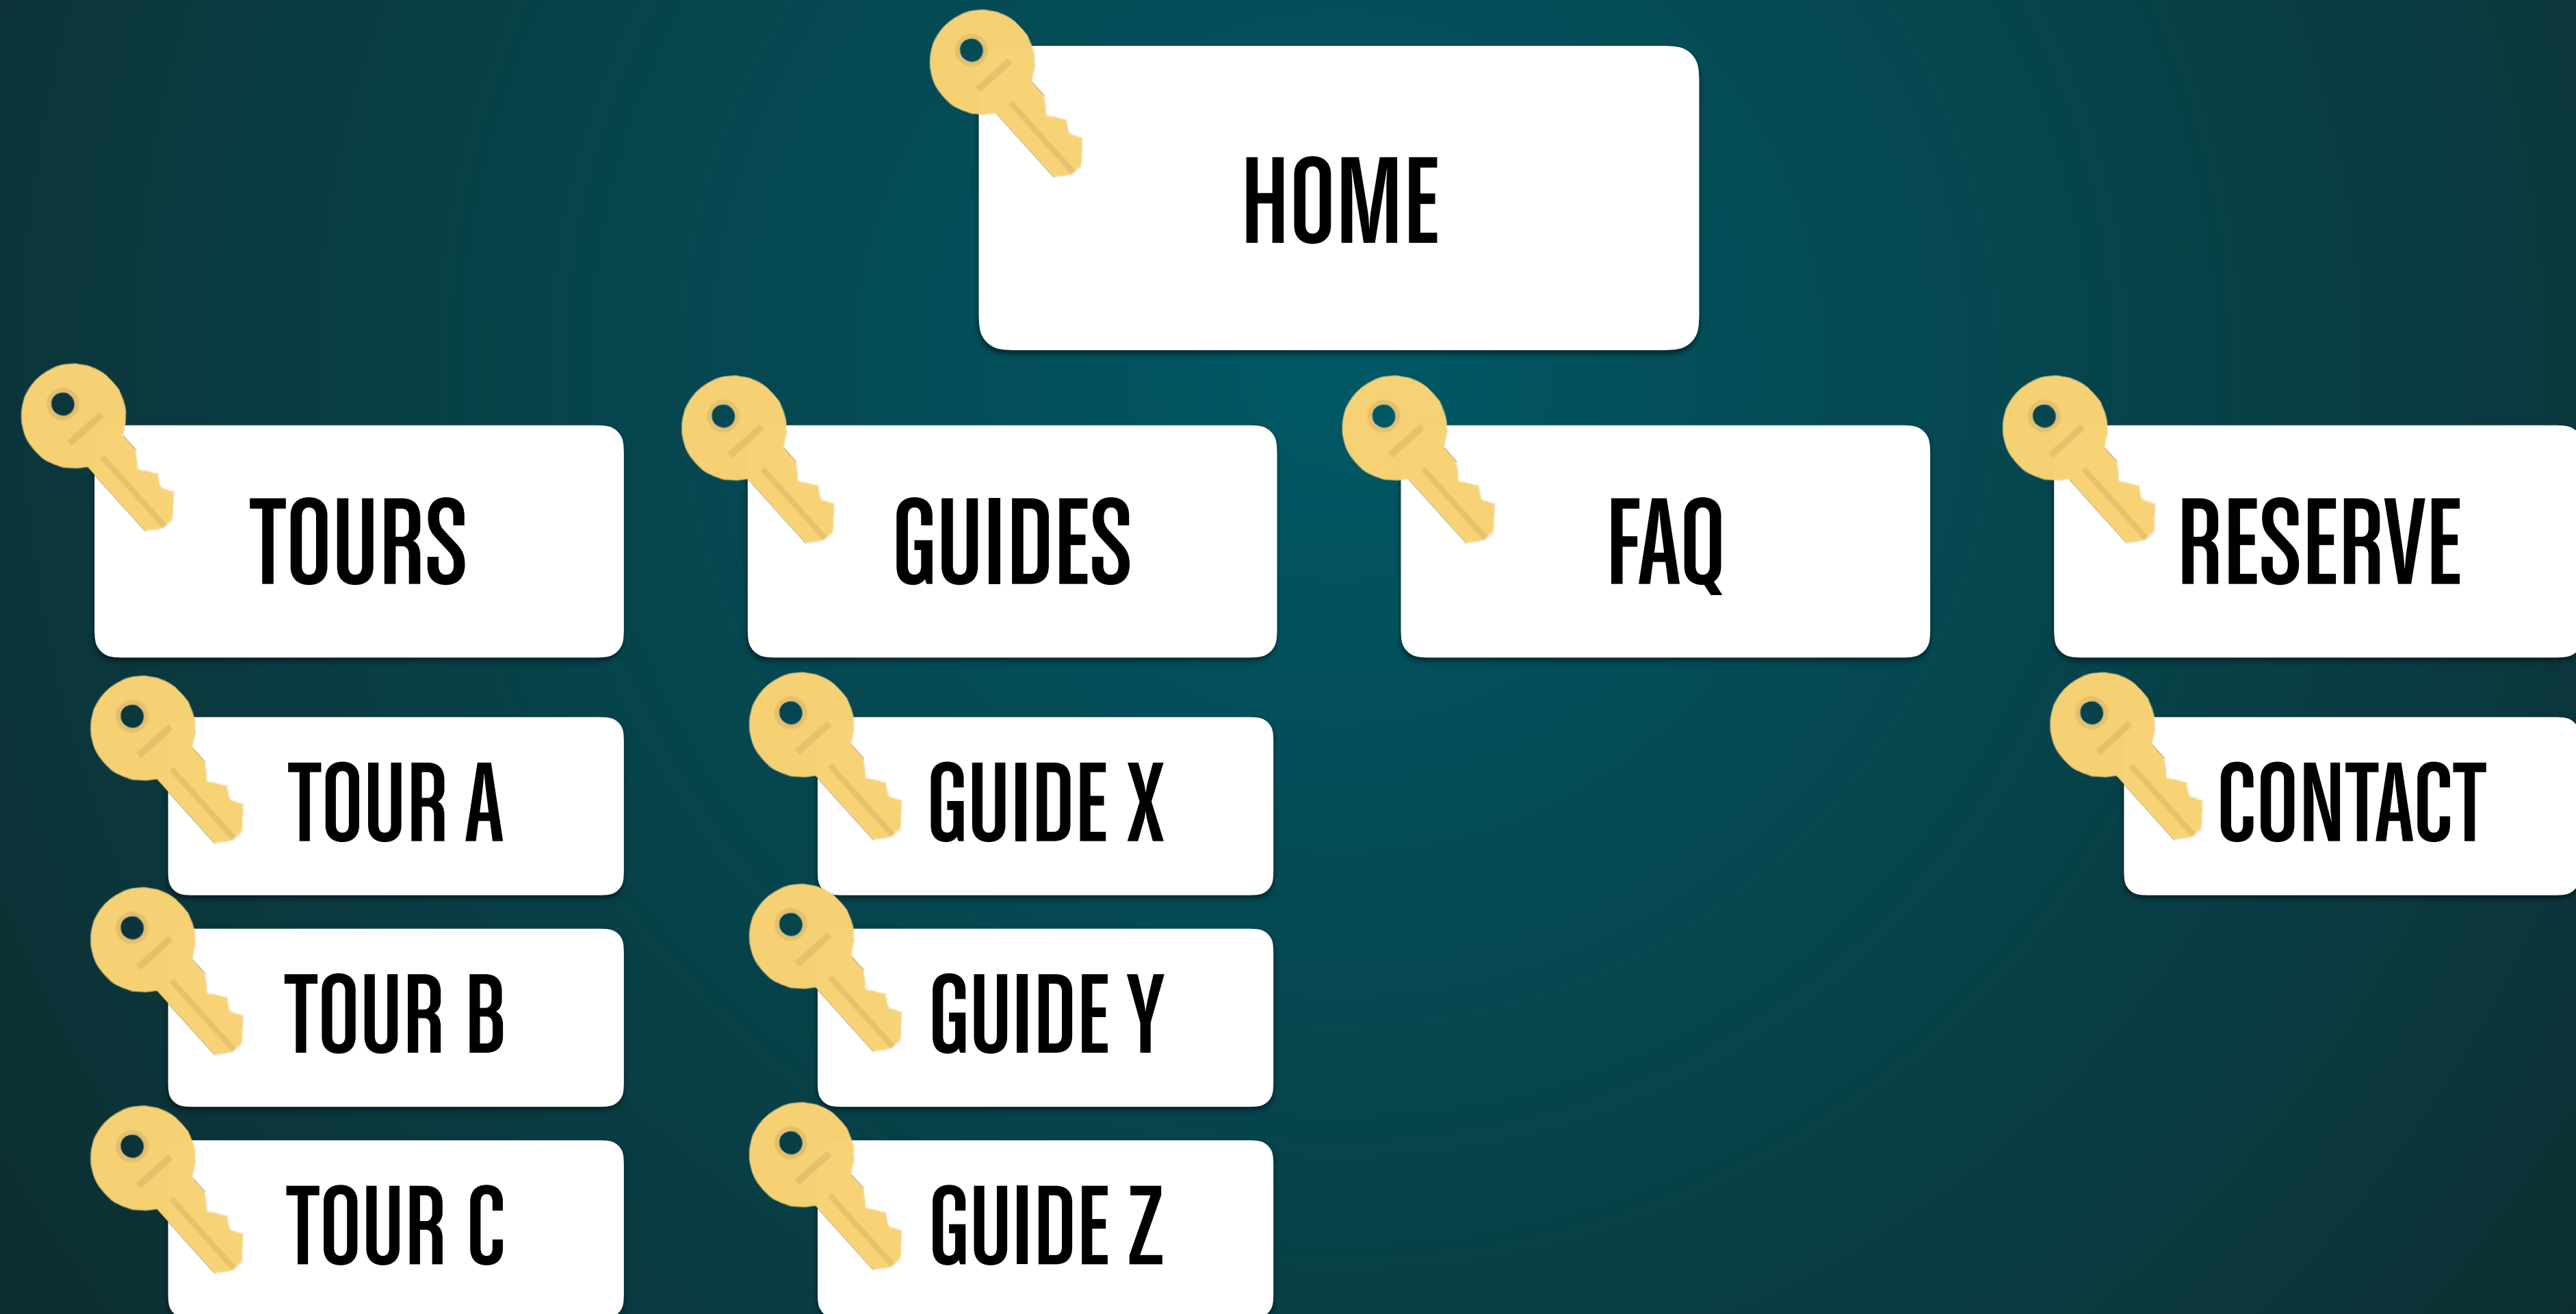 HOME
TOURS
GUIDES
FAQ
RESERVE
TOUR A
GUIDE X
CONTACT
TOUR B
GUIDE Y
TOUR C
GUIDE Z